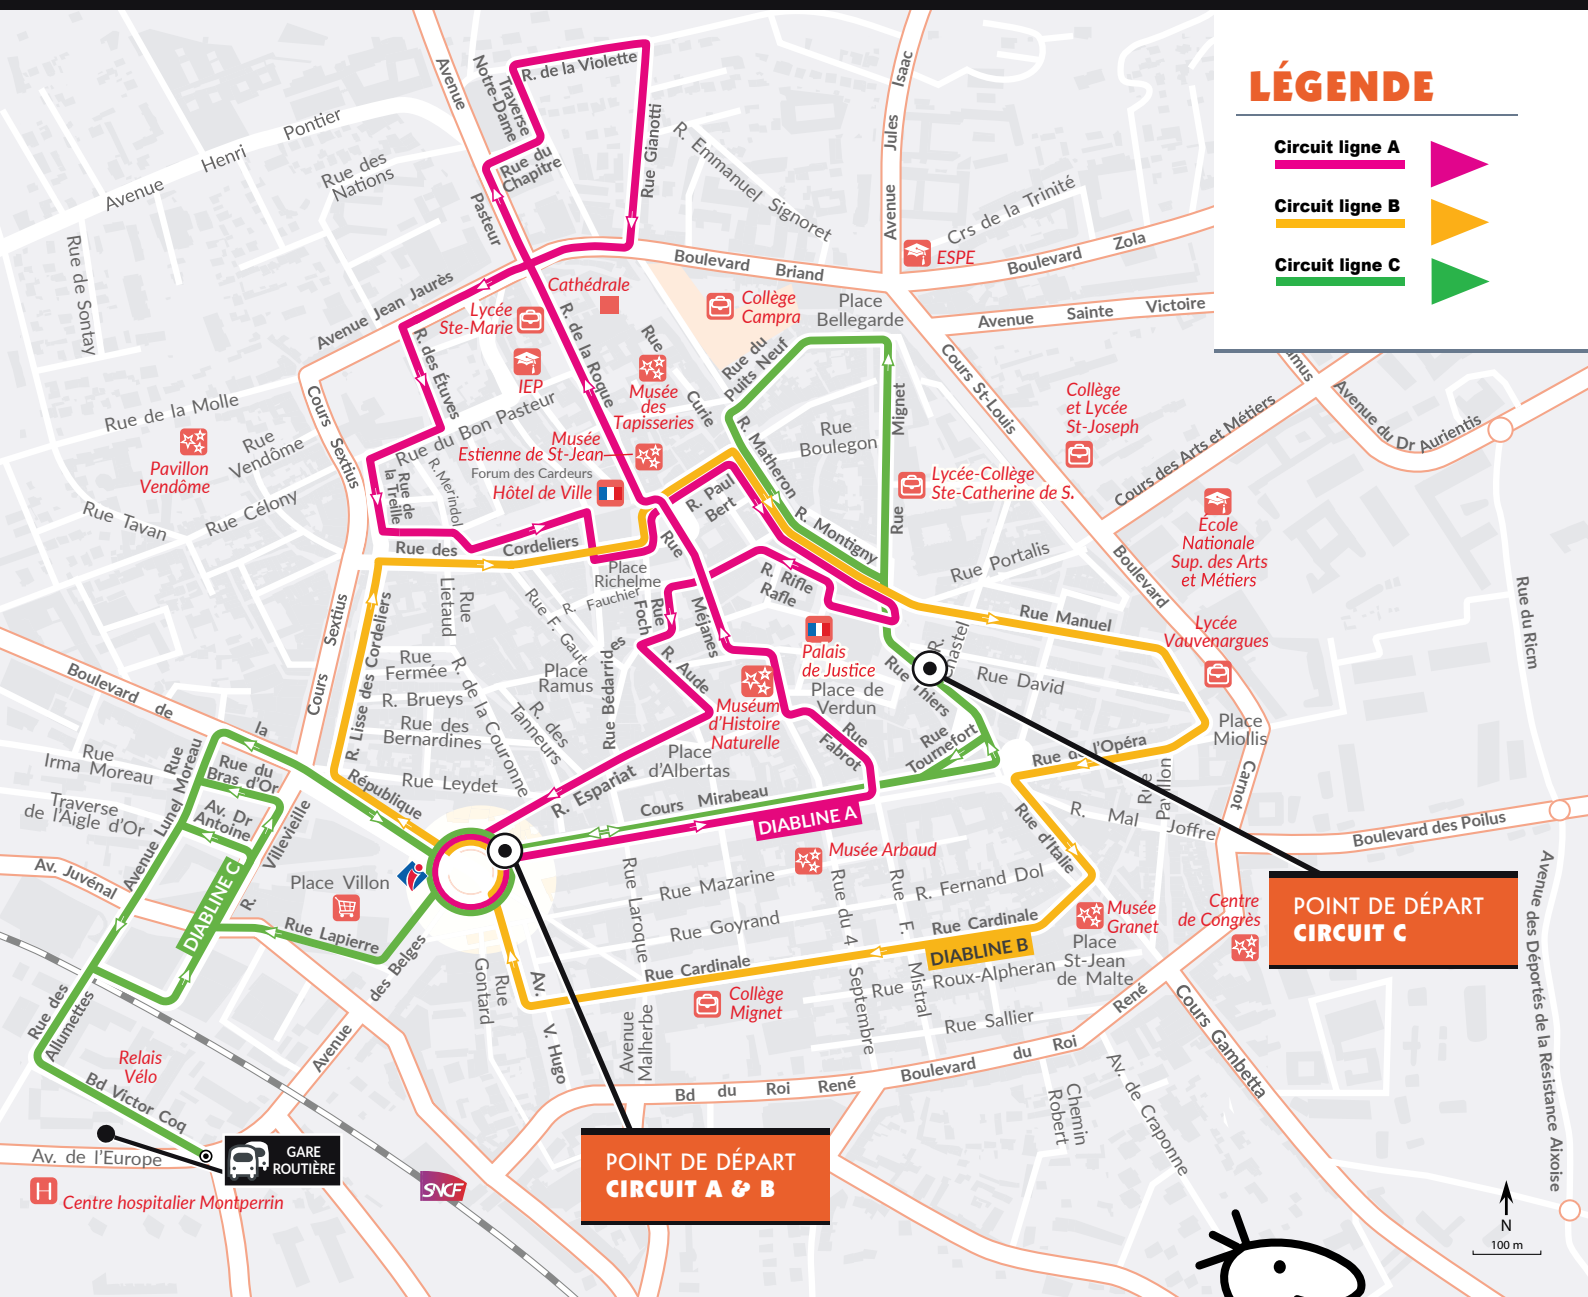 LÉGENDE
Circuit ligne A
Circuit ligne B
Circuit ligne C
R. de la Violette
Traverse
Notre-Dame
Avenue
Pasteur
Rue du
Chapitre
Rue Gianotti
R. Emmanuel Signoret
Avenue Jules Isaac
Crs de la Trinité
ESPE
Boulevard Zola
Boulevard Briand
Avenue Henri Pontier
Rue des
Nations
Rue de Sontay
Avenue Jean Jaurès
Cathédrale
Lycée
Ste-Marie
Collège
Campra
Place
Bellegarde
Avenue Sainte Victoire
IEP
R. des Étuves
R. de la Roque
Rue
Curie
Musée
des
Tapisseries
Rue du
Puits Neuf
Cours St-Louis
Collège
et Lycée
St-Joseph
Cours des Arts et Métiers
Avenue du Dr Aurientis
Rue de la Molle
Rue
Vendôme
Pavillon
Vendôme
Cours Sextius
Rue du Bon Pasteur
Musée
Estienne de St-Jean
Forum des Cardeurs
Hôtel de Ville
R. Merindol
Rue de
la Treille
R. Matheron
Rue
Boulegon
Rue Mignet
Lycée-Collège
Ste-Catherine de S.
Rue Célony
Rue Tavan
R. Paul
Bert
R. Montigny
École
Nationale
Sup. des Arts
et Métiers
Rue des Cordeliers
Rue
Méjanes
Place
Richelme
R. Fauchier
R. Rifle
Rafle
Rue Portalis
Boulevard
Rue du Ricm
Rue
Lietaud
Rue F. Gaut
Rue
Foch
Rue Manuel
Lycée
Vauvenargues
Palais
de Justice
Place de
Verdun
Rue David
Rue Thiers
Cours Sextius
R. Lisse des Cordeliers
Rue
Fermée
R. Brueys
Rue des
Bernardines
R. de la Couronne
Place
Ramus
R. des
Tanneurs
R. Aude
Muséum
d'Histoire
Naturelle
Rue
Fabrot
Rue
Tournefort
Rue de l'Opéra
Place
Miollis
Boulevard de la
République
Rue
Irma Moreau
Rue
Avenue Lunel Moreau
Rue du
Bras d'Or
Traverse
de l'Aigle d'Or
Av. Dr
Antoine
R. Villevieille
Rue Leydet
Place
d'Albertas
R. Espariat
Cours Mirabeau
DIABLINE A
Rue
Pavillon
Carnot
R. Mal Joffre
Rue d'Italie
Boulevard des Poilus
Av. Juvénal
DIABLINE C
Place Villon
Rue Lapierre
Musée Arbaud
Rue Mazarine
Rue Goyrand
Rue Laroque
Rue du 4
Septembre
Rue F.
Mistral
R. Fernand Dol
Rue Cardinale
DIABLINE B
Rue Cardinale
Musée
Granet
Centre
de Congrès
Place
St-Jean
de Malte
Rue Roux-Alpheran
POINT DE DÉPART
CIRCUIT C
Avenue des Belges
Rue
Gontard
Av.
V. Hugo
Collège
Mignet
Avenue
Malherbe
Rue Sallier
Boulevard du Roi René
Bd du Roi René
Cours Gambetta
Av. de Craponne
Chemin
Robert
Avenue des Déportés de la Résistance Aixoise
Rue des
Allumettes
Relais
Vélo
Bd Victor Coq
GARE
ROUTIÈRE
Av. de l'Europe
H
Centre hospitalier Montperrin
SNCF
POINT DE DÉPART
CIRCUIT A & B
N
100 m